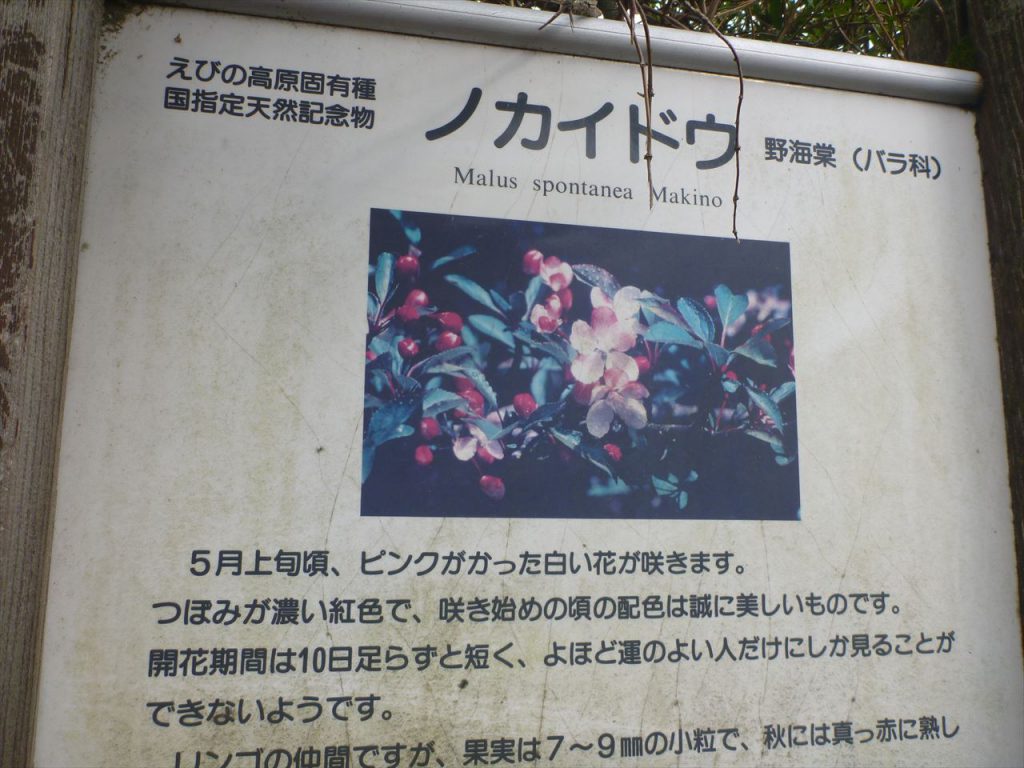 えびの高原固有種
国指定天然記念物
ノカイドウ 野海棠 (バラ科)
Malus spontanea Makino
5月上旬頃、ピンクがかった白い花が咲きます。
つぼみが濃い紅色で、咲き始めの頃の配色は誠に美しいものです。
開花期間は10日足らずと短く、よほど運のよい人だけにしか見ることが
できないようです。
リンゴの仲間ですが、果実は7～9㎜の小粒で、秋には真っ赤に熟し